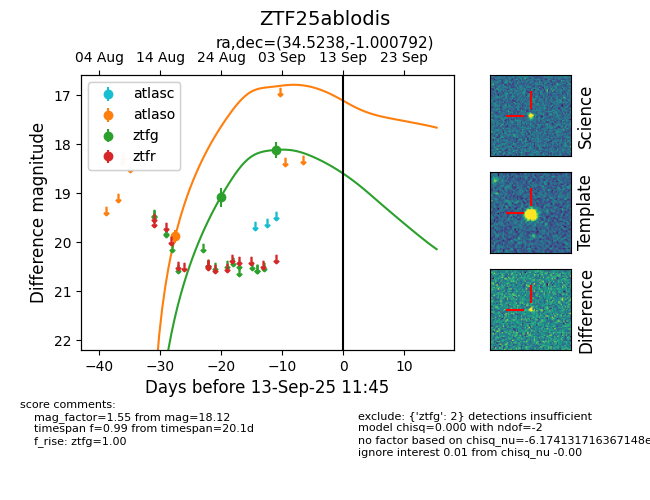 ZTF25ablodis
ra,dec=(34.5238,-1.000792)
04 Aug 14 Aug 24 Aug 03 Sep 13 Sep 23 Sep
atlasc
atlaso
ztfg
ztfr
17
18
19
20
21
22
Difference magnitude
−40 −30 −20 −10 0 10
Days before 13-Sep-25 11:45
Science
Template
Difference
score comments:
mag_factor=1.55 from mag=18.12
timespan f=0.99 from timespan=20.1d
f_rise: ztfg=1.00
exclude: {'ztfg': 2} detections insufficient
model chisq=0.000 with ndof=-2
no factor based on chisq_nu=-6.174131716367148e
ignore interest 0.01 from chisq_nu -0.00